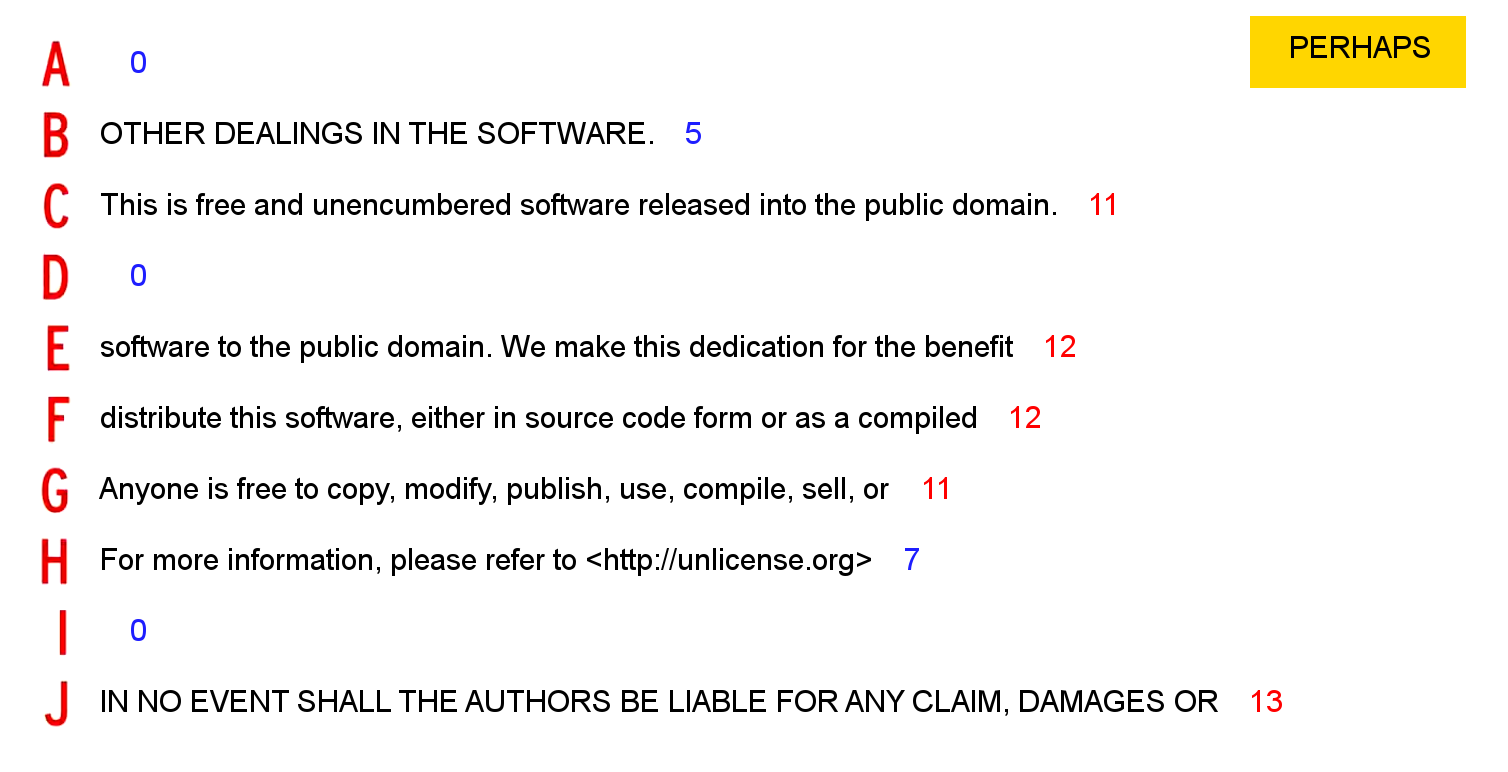 PERHAPS
A 0
B OTHER DEALINGS IN THE SOFTWARE. 5
C This is free and unencumbered software released into the public domain. 11
D 0
E software to the public domain. We make this dedication for the benefit 12
F distribute this software, either in source code form or as a compiled 12
G Anyone is free to copy, modify, publish, use, compile, sell, or 11
H For more information, please refer to <http://unlicense.org> 7
I 0
J IN NO EVENT SHALL THE AUTHORS BE LIABLE FOR ANY CLAIM, DAMAGES OR 13